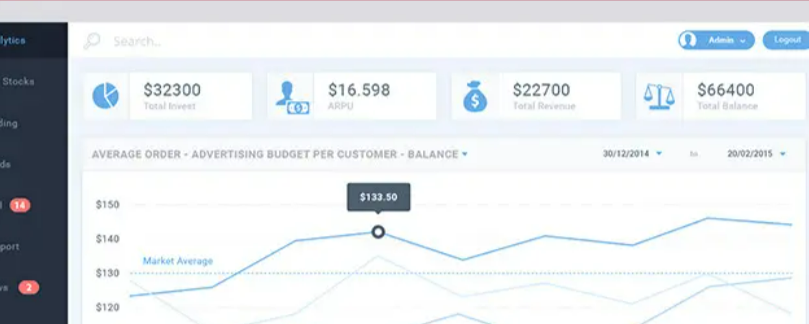 lytics
Search..
Admin
Logout
Stocks
$32300
Total Invest
$16.598
ARPU
$22700
Total Revenue
$66400
Total Balance
ding
ds
AVERAGE ORDER - ADVERTISING BUDGET PER CUSTOMER - BALANCE
30/12/2014
to
20/02/2015
14
port
2
$150
$133.50
$140
Market Average
$130
$120